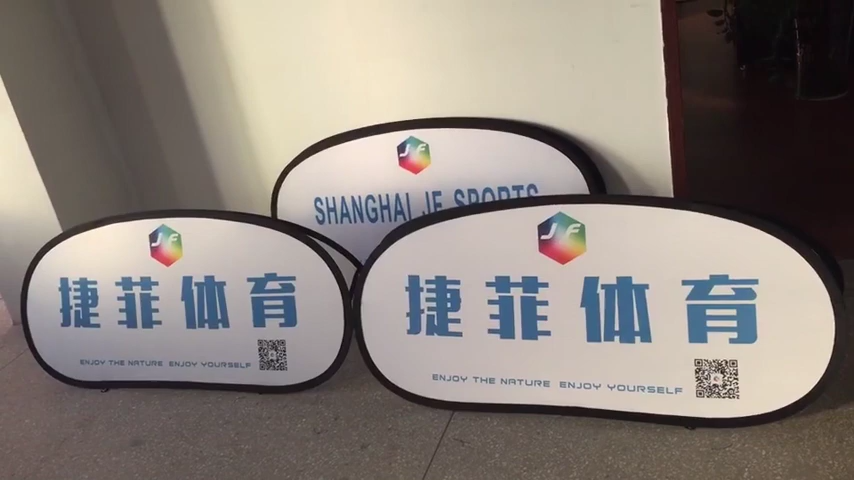 JF
SHANGHAI JF SPORTS
JF
捷菲体育
ENJOY THE NATURE ENJOY YOURSELF
JF
捷菲体育
ENJOY THE NATURE ENJOY YOURSELF